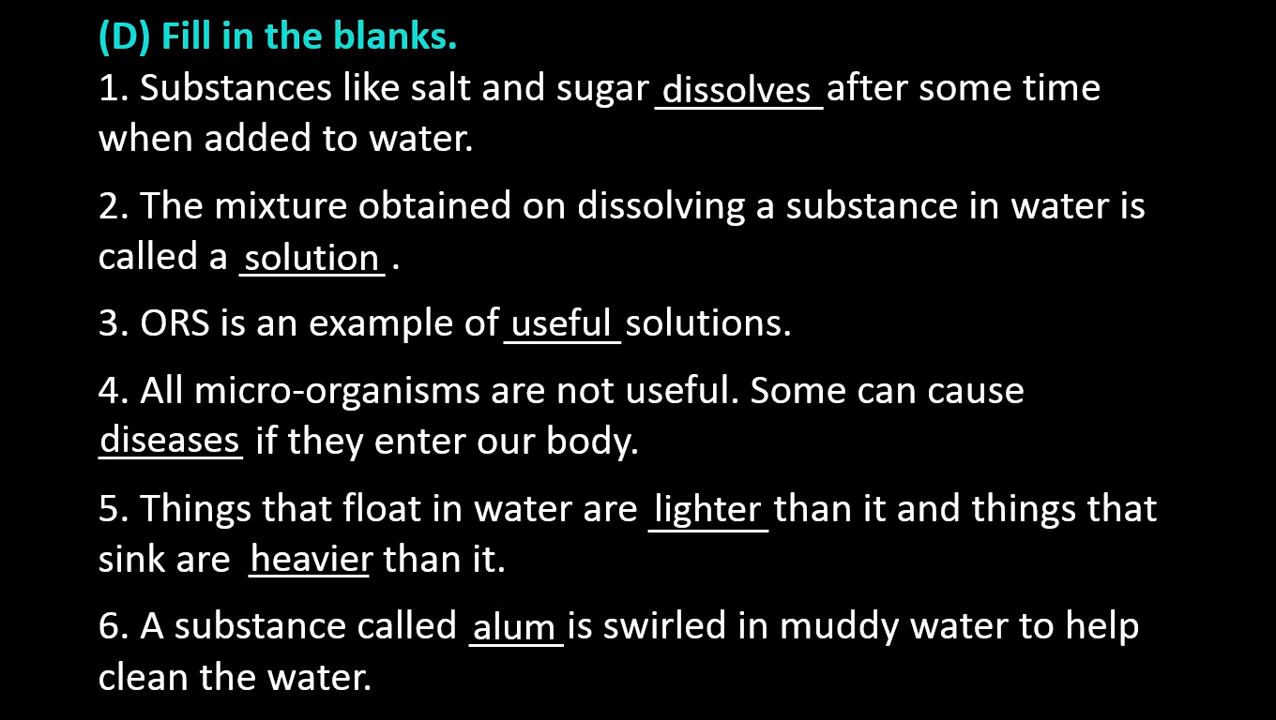 (D) Fill in the blanks.
1. Substances like salt and sugar dissolves after some time
when added to water.
2. The mixture obtained on dissolving a substance in water is
called a solution .
3. ORS is an example of useful solutions.
4. All micro-organisms are not useful. Some can cause
diseases if they enter our body.
5. Things that float in water are lighter than it and things that
sink are heavier than it.
6. A substance called alum is swirled in muddy water to help
clean the water.